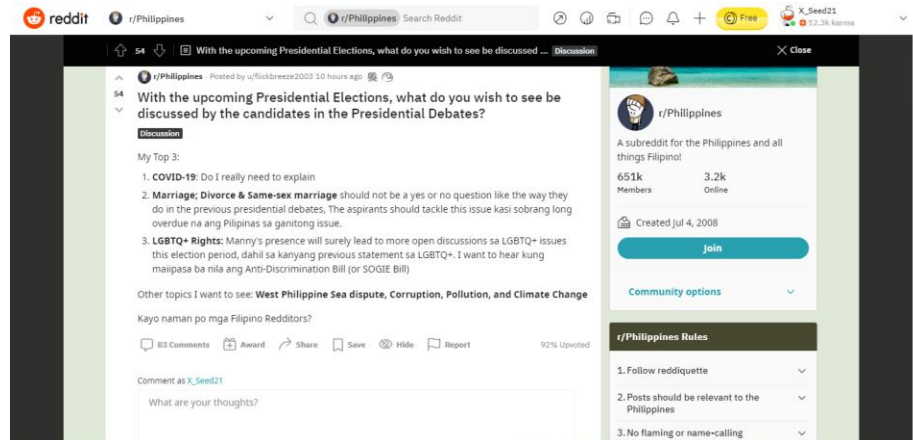 reddit r/Philippines r/Philippines Search Reddit Free X_Seed21
12.3k karma
54 With the upcoming Presidential Elections, what do you wish to see be discussed ... Discussion Close
r/Philippines · Posted by u/flickbreeze2003 10 hours ago
54
With the upcoming Presidential Elections, what do you wish to see be
discussed by the candidates in the Presidential Debates?
Discussion
My Top 3:
1. COVID-19: Do I really need to explain
2. Marriage; Divorce & Same-sex marriage should not be a yes or no question like the way they
do in the previous presidential debates, The aspirants should tackle this issue kasi sobrang long
overdue na ang Pilipinas sa ganitong issue.
3. LGBTQ+ Rights: Manny's presence will surely lead to more open discussions sa LGBTQ+ issues
this election period, dahil sa kanyang previous statement sa LGBTQ+. I want to hear kung
maiipasa ba nila ang Anti-Discrimination Bill (or SOGIE Bill)
Other topics I want to see: West Philippine Sea dispute, Corruption, Pollution, and Climate Change
Kayo naman po mga Filipino Redditors?
83 Comments Award Share Save Hide Report 92% Upvoted
Comment as X_Seed21
What are your thoughts?
r/Philippines
A subreddit for the Philippines and all
things Filipino!
651k 3.2k
Members Online
Created Jul 4, 2008
Join
Community options
r/Philippines Rules
1. Follow reddiquette
2. Posts should be relevant to the
Philippines
3. No flaming or name-calling